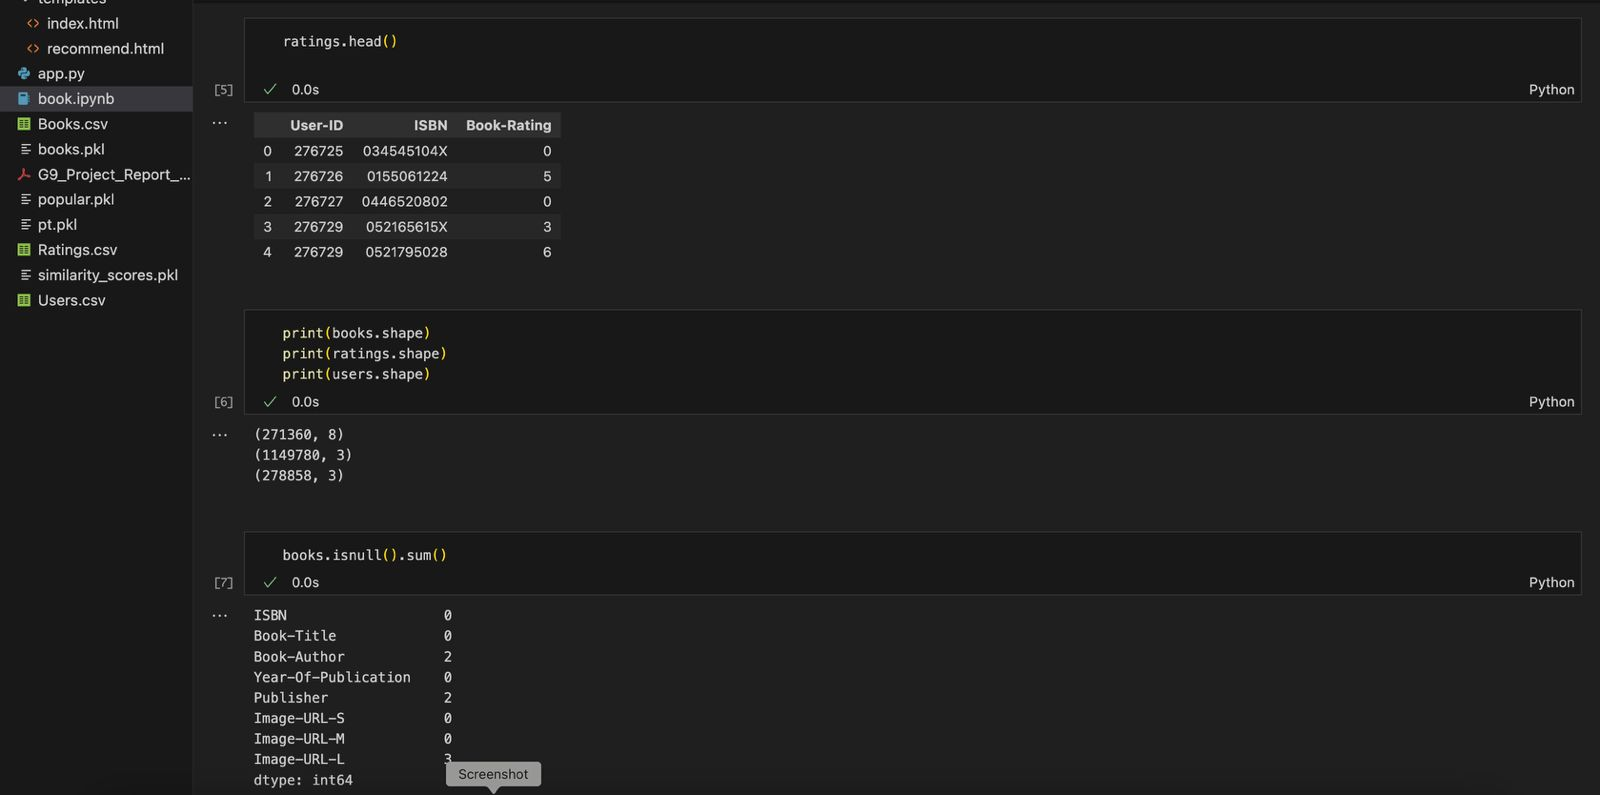 templates
index.html
recommend.html
app.py
book.ipynb
Books.csv
books.pkl
G9_Project_Report_...
popular.pkl
pt.pkl
Ratings.csv
similarity_scores.pkl
Users.csv
ratings.head()
[5] 0.0s Python
... User-ID ISBN Book-Rating
0 276725 034545104X 0
1 276726 0155061224 5
2 276727 0446520802 0
3 276729 052165615X 3
4 276729 0521795028 6
print(books.shape)
print(ratings.shape)
print(users.shape)
[6] 0.0s Python
... (271360, 8)
(1149780, 3)
(278858, 3)
books.isnull().sum()
[7] 0.0s Python
... ISBN 0
Book-Title 0
Book-Author 2
Year-Of-Publication 0
Publisher 2
Image-URL-S 0
Image-URL-M 0
Image-URL-L 3
dtype: int64
Screenshot